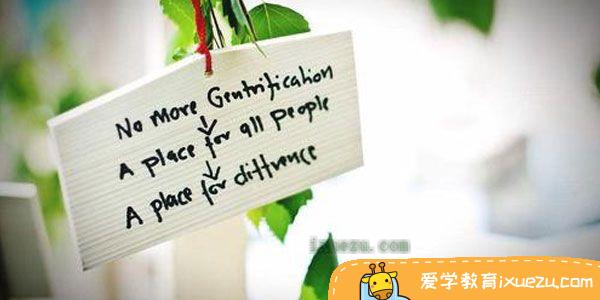 No More Gentrification
A place for all people
A place for diffrence
ixuezu.com
爱学教育ixuezu.com